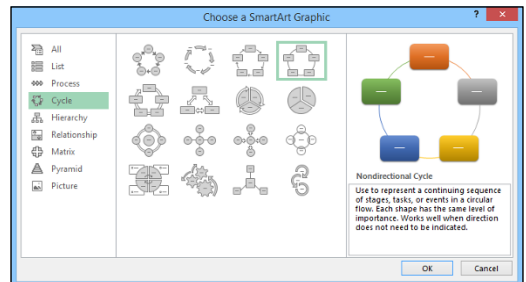 Choose a SmartArt Graphic
?
All
List
Process
Cycle
Hierarchy
Relationship
Matrix
Pyramid
Picture
Nondirectional Cycle
Use to represent a continuing sequence
of stages, tasks, or events in a circular
flow. Each shape has the same level of
importance. Works well when direction
does not need to be indicated.
OK
Cancel